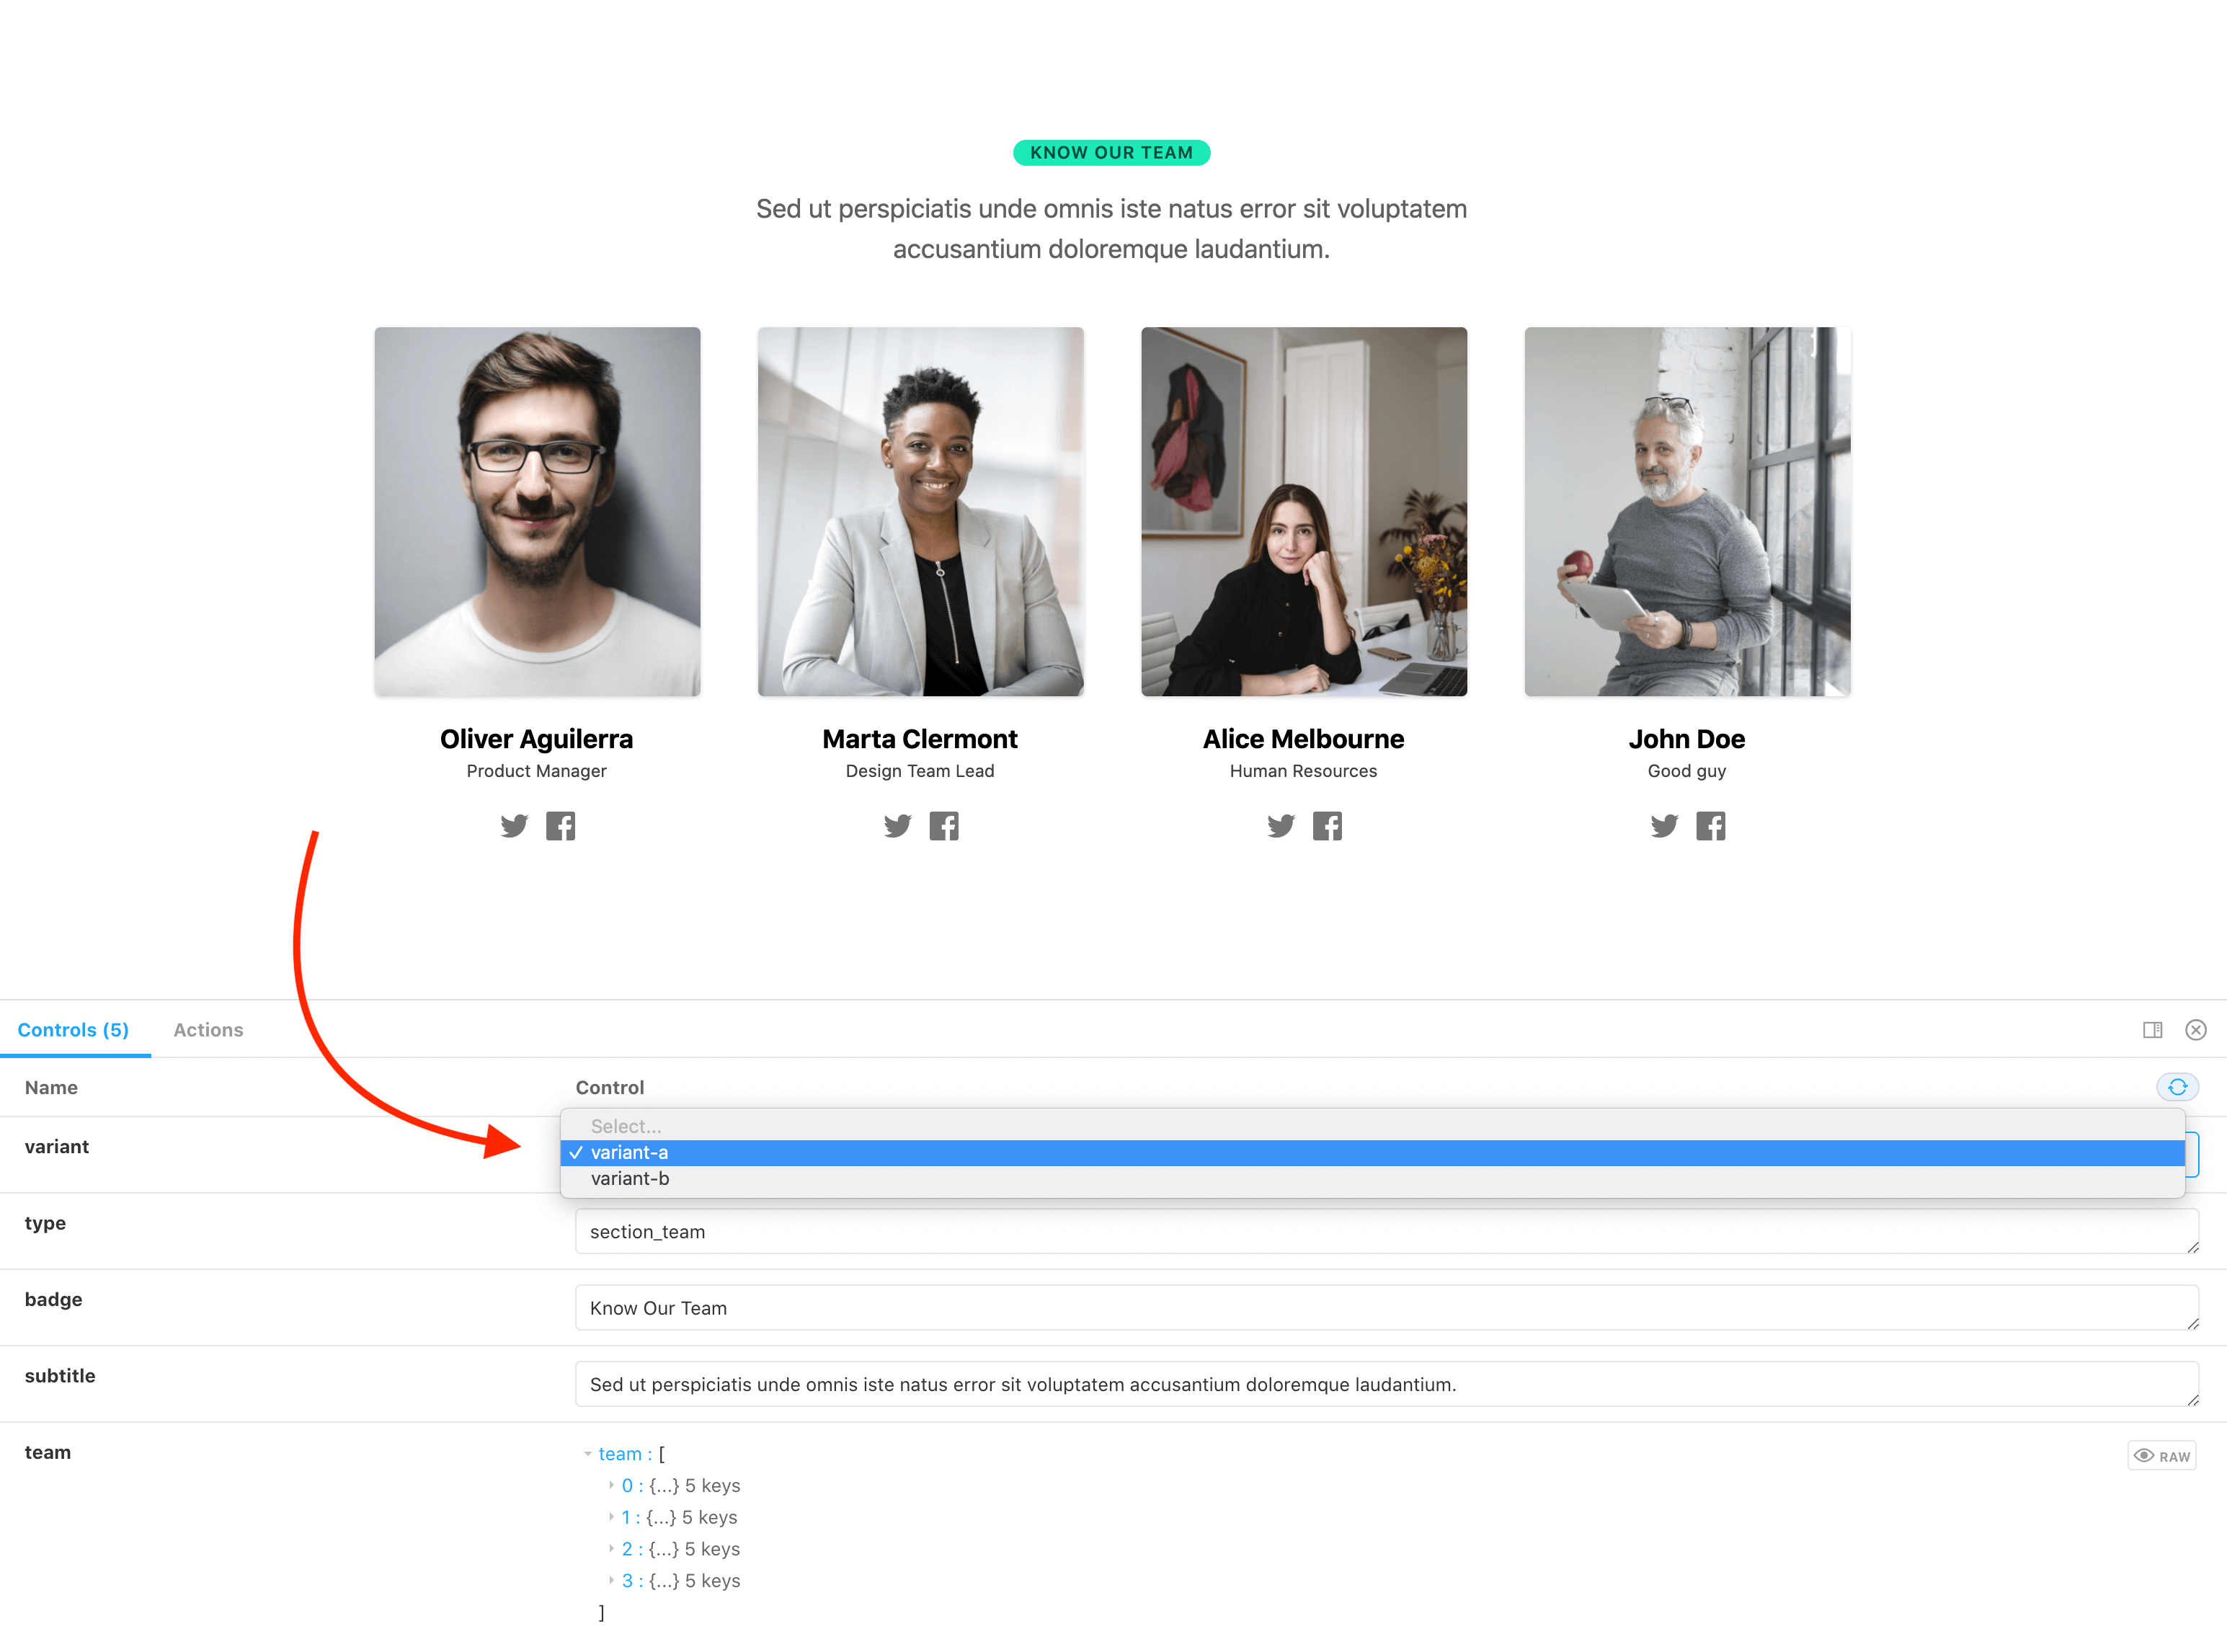 KNOW OUR TEAM
Sed ut perspiciatis unde omnis iste natus error sit voluptatem
accusantium doloremque laudantium.
Oliver Aguilerra
Product Manager
Marta Clermont
Design Team Lead
Alice Melbourne
Human Resources
John Doe
Good guy
Controls (5)
Actions
Name
Control
variant
Select...
✓ variant-a
variant-b
type
section_team
badge
Know Our Team
subtitle
Sed ut perspiciatis unde omnis iste natus error sit voluptatem accusantium doloremque laudantium.
team
team : [
RAW
0 : {...} 5 keys
1 : {...} 5 keys
2 : {...} 5 keys
3 : {...} 5 keys
]